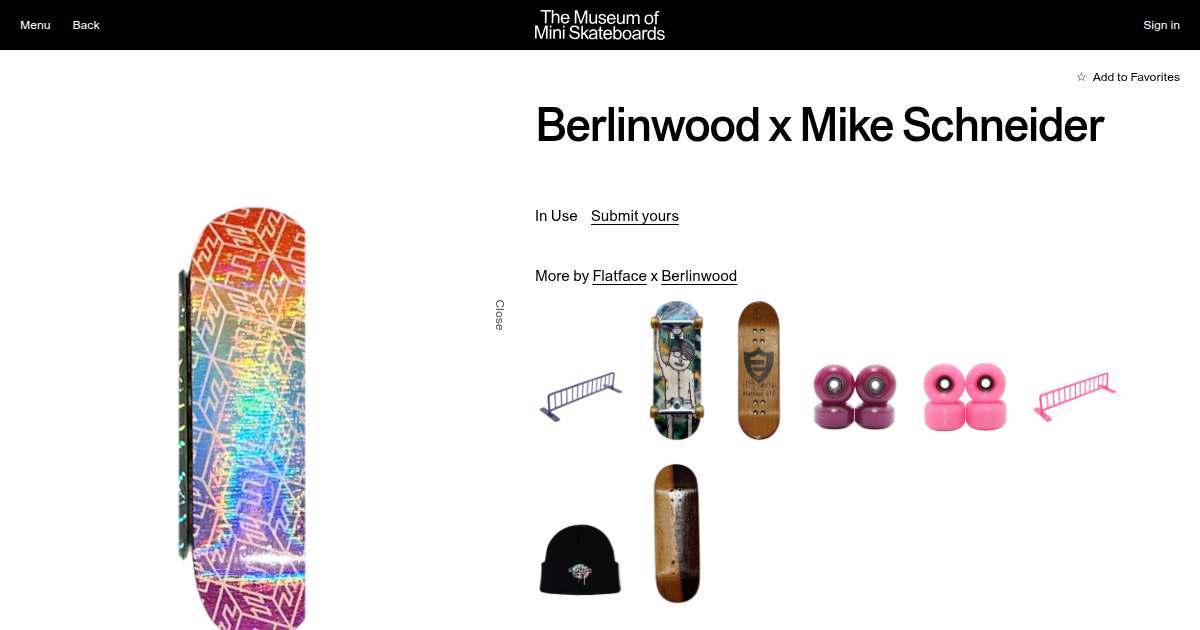 Menu
Back
The Museum of
Mini Skateboards
Sign in
☆ Add to Favorites
Berlinwood x Mike Schneider
In Use Submit yours
More by Flatface x Berlinwood
Close